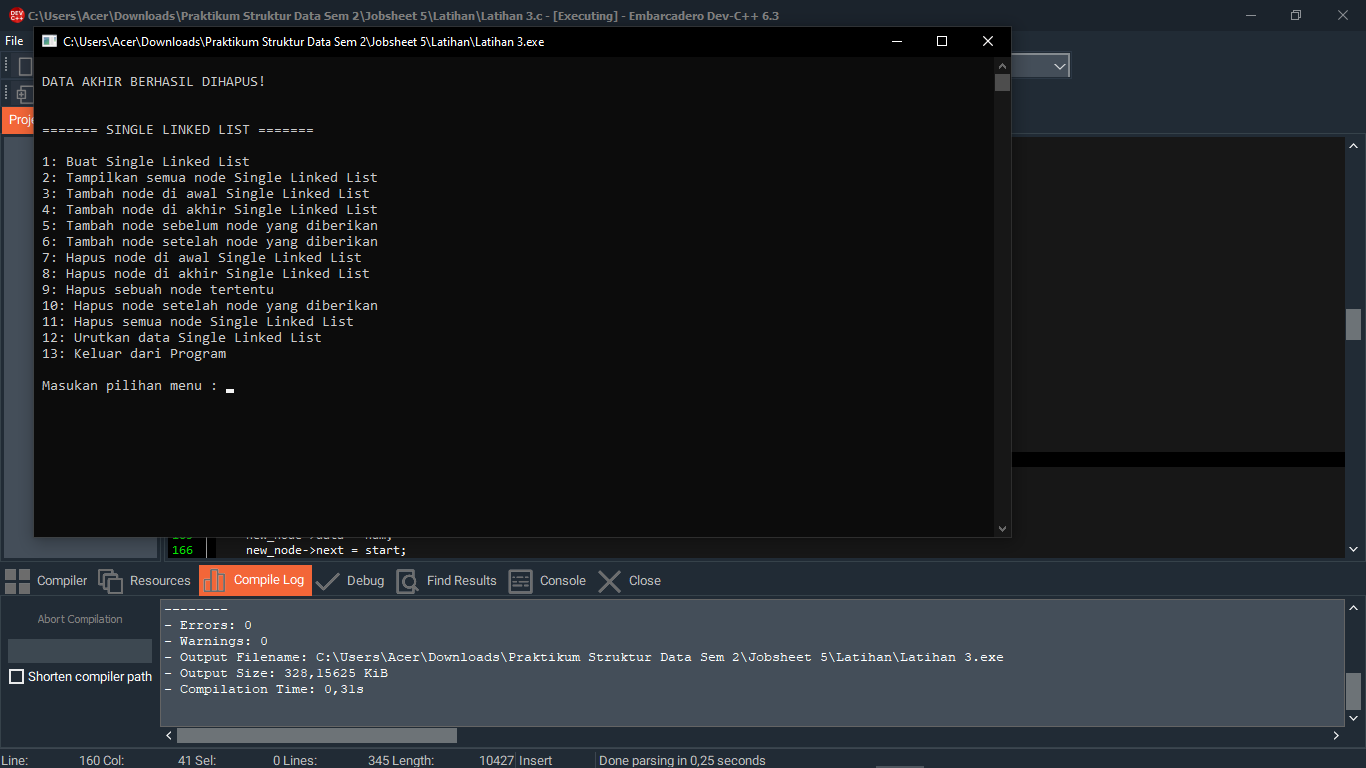 C:\Users\Acer\Downloads\Praktikum Struktur Data Sem 2\Jobsheet 5\Latihan\Latihan 3.c - [Executing] - Embarcadero Dev-C++ 6.3
File
C:\Users\Acer\Downloads\Praktikum Struktur Data Sem 2\Jobsheet 5\Latihan\Latihan 3.exe
DATA AKHIR BERHASIL DIHAPUS!
Proje
======= SINGLE LINKED LIST =======
1: Buat Single Linked List
2: Tampilkan semua node Single Linked List
3: Tambah node di awal Single Linked List
4: Tambah node di akhir Single Linked List
5: Tambah node sebelum node yang diberikan
6: Tambah node setelah node yang diberikan
7: Hapus node di awal Single Linked List
8: Hapus node di akhir Single Linked List
9: Hapus sebuah node tertentu
10: Hapus node setelah node yang diberikan
11: Hapus semua node Single Linked List
12: Urutkan data Single Linked List
13: Keluar dari Program
Masukan pilihan menu :
166 new_node->next = start;
Compiler Resources Compile Log Debug Find Results Console Close
Abort Compilation
Shorten compiler path
--------
- Errors: 0
- Warnings: 0
- Output Filename: C:\Users\Acer\Downloads\Praktikum Struktur Data Sem 2\Jobsheet 5\Latihan\Latihan 3.exe
- Output Size: 328,15625 KiB
- Compilation Time: 0,31s
Line: 160 Col: 41 Sel: 0 Lines: 345 Length: 10427 Insert Done parsing in 0,25 seconds